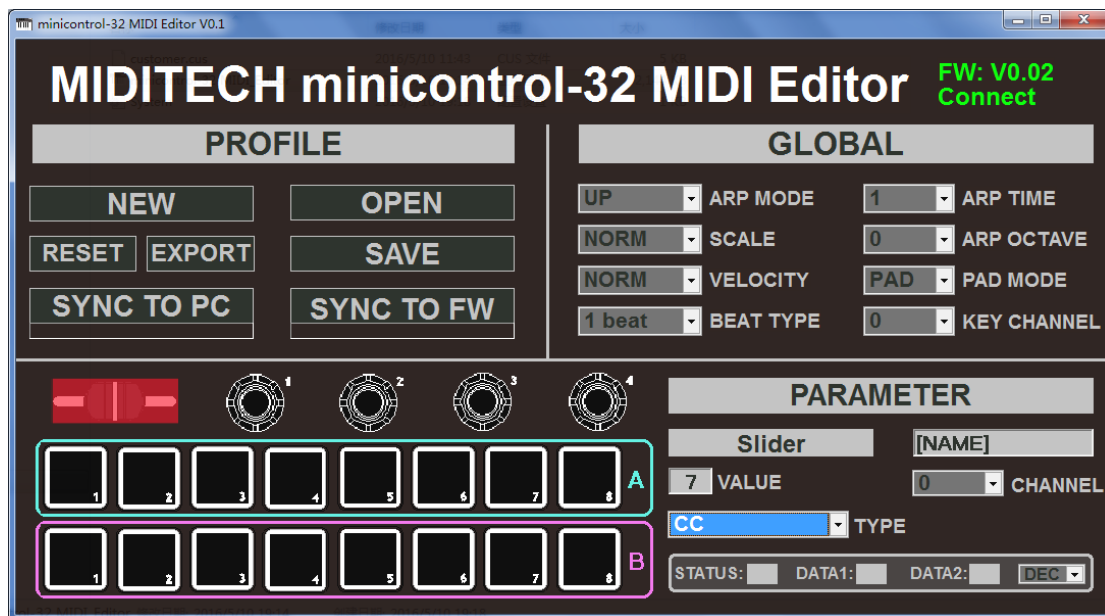 minicontrol-32 MIDI Editor V0.1
MIDITECH minicontrol-32 MIDI Editor
FW: V0.02
Connect
PROFILE
NEW OPEN
RESET EXPORT SAVE
SYNC TO PC SYNC TO FW
GLOBAL
UP ARP MODE 1 ARP TIME
NORM SCALE 0 ARP OCTAVE
NORM VELOCITY PAD PAD MODE
1 beat BEAT TYPE 0 KEY CHANNEL
1 2 3 4
1 2 3 4 5 6 7 8 A
1 2 3 4 5 6 7 8 B
PARAMETER
Slider [NAME]
7 VALUE 0 CHANNEL
CC TYPE
STATUS: DATA1: DATA2: DEC